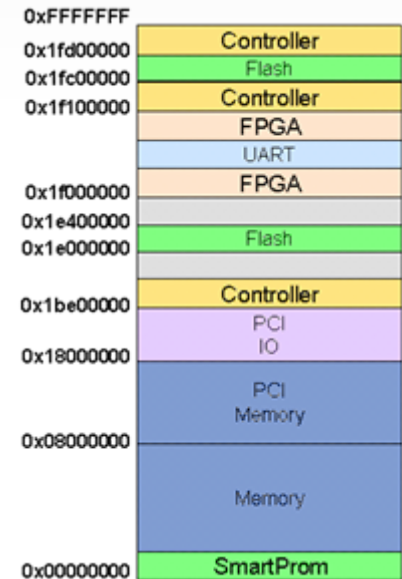 0xFFFFFFFF
Controller
0x1fd00000
Flash
0x1fc00000
Controller
0x1f100000
FPGA
UART
FPGA
0x1f000000
0x1e400000
Flash
0x1e000000
Controller
0x1be00000
PCI
IO
0x18000000
PCI
Memory
0x08000000
Memory
SmartProm
0x00000000